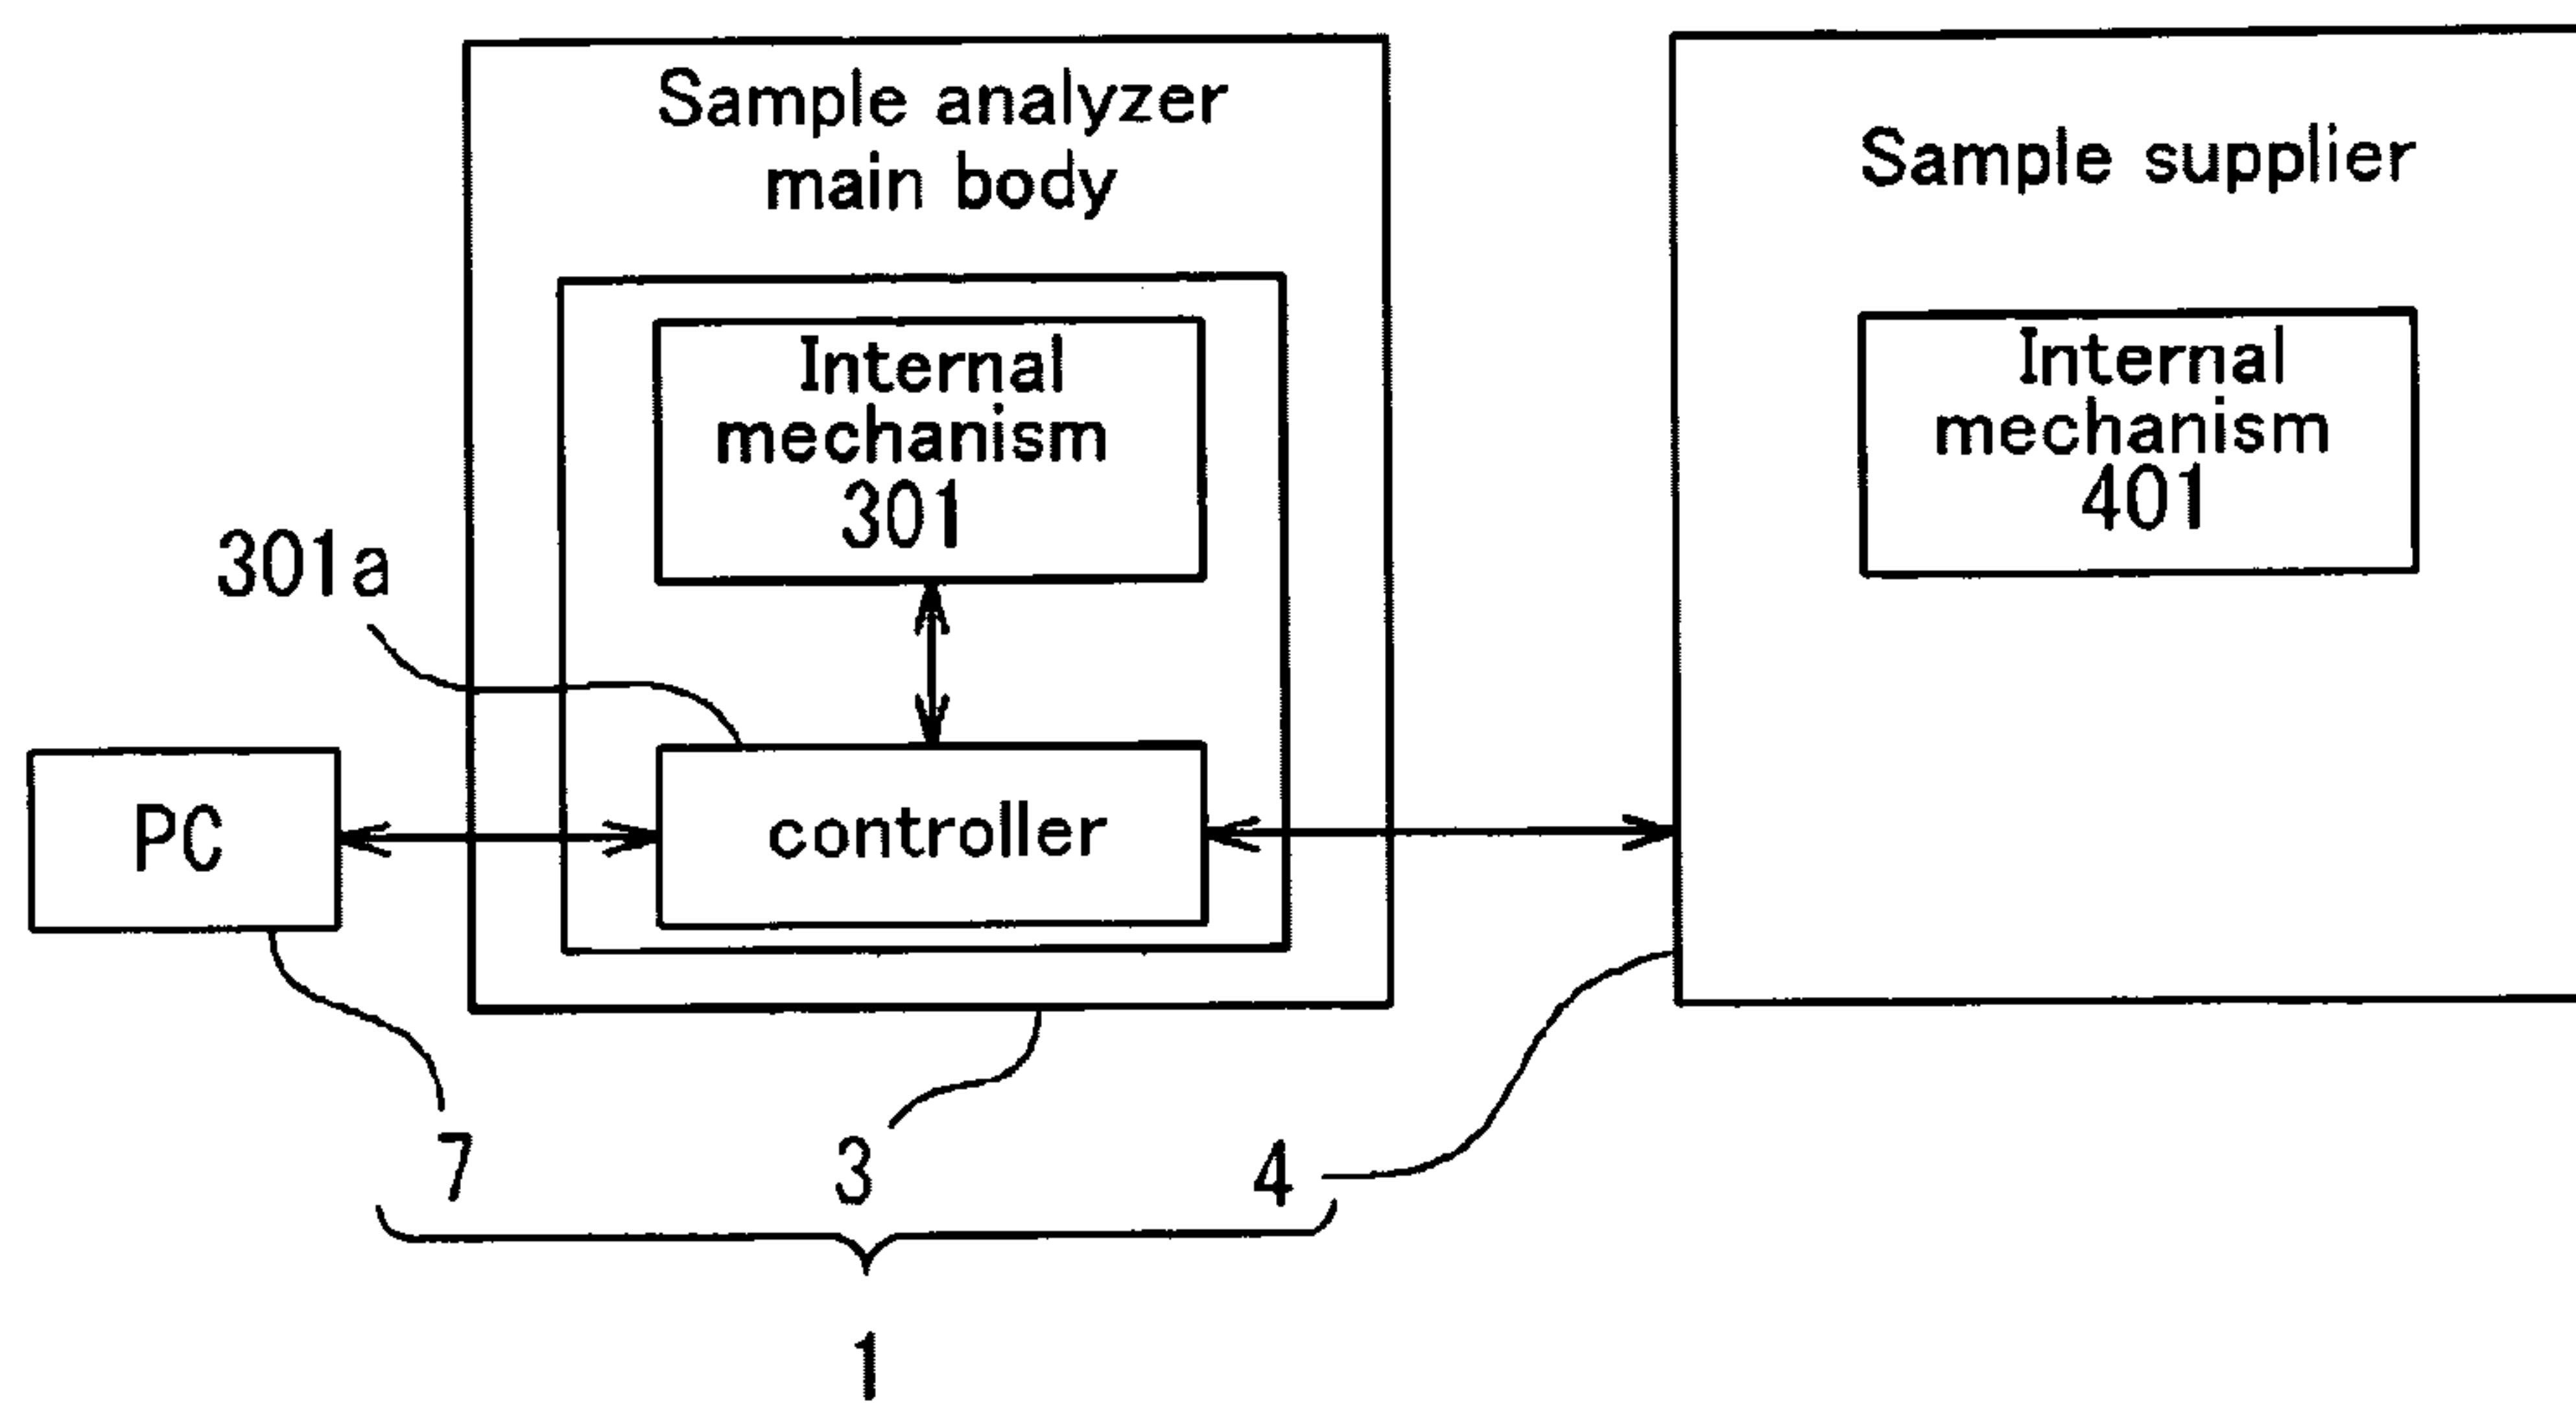 Sample analyzer
main body
Sample supplier
Internal
mechanism
301
Internal
mechanism
401
301a
PC
controller
7
3
4
1